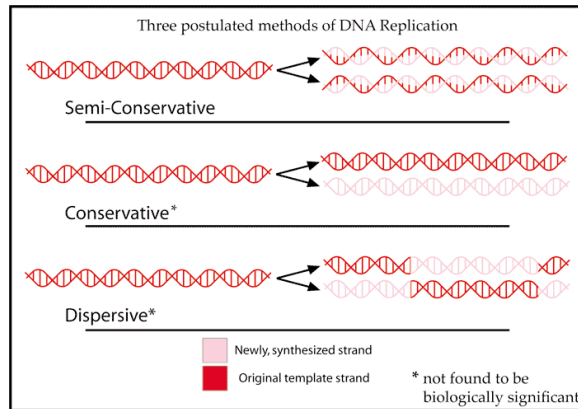 Three postulated methods of DNA Replication
Semi-Conservative
Conservative*
Dispersive*
Newly, synthesized strand
Original template strand
* not found to be
biologically significant